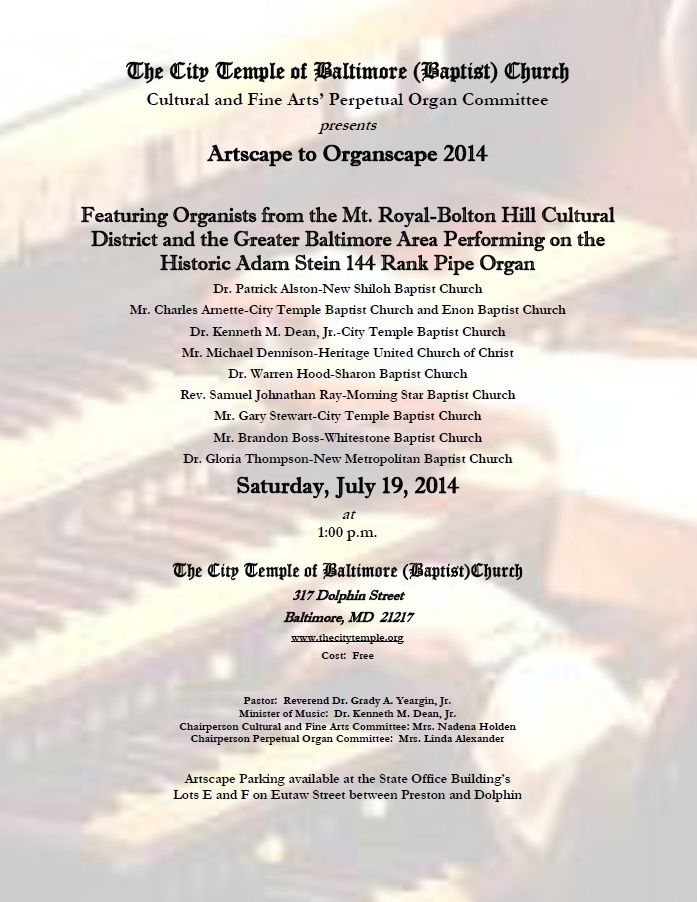 The City Temple of Baltimore (Baptist) Church
Cultural and Fine Arts' Perpetual Organ Committee
presents
Artscape to Organscape 2014
Featuring Organists from the Mt. Royal-Bolton Hill Cultural
District and the Greater Baltimore Area Performing on the
Historic Adam Stein 144 Rank Pipe Organ
Dr. Patrick Alston-New Shiloh Baptist Church
Mr. Charles Arnette-City Temple Baptist Church and Enon Baptist Church
Dr. Kenneth M. Dean, Jr.-City Temple Baptist Church
Mr. Michael Dennison-Heritage United Church of Christ
Dr. Warren Hood-Sharon Baptist Church
Rev. Samuel Johnathan Ray-Morning Star Baptist Church
Mr. Gary Stewart-City Temple Baptist Church
Mr. Brandon Boss-Whitestone Baptist Church
Dr. Gloria Thompson-New Metropolitan Baptist Church
Saturday, July 19, 2014
at
1:00 p.m.
The City Temple of Baltimore (Baptist)Church
317 Dolphin Street
Baltimore, MD  21217
www.thecitytemple.org
Cost:  Free
Pastor:  Reverend Dr. Grady A. Yeargin, Jr.
Minister of Music:  Dr. Kenneth M. Dean, Jr.
Chairperson Cultural and Fine Arts Committee: Mrs. Nadena Holden
Chairperson Perpetual Organ Committee:  Mrs. Linda Alexander
Artscape Parking available at the State Office Building's
Lots E and F on Eutaw Street between Preston and Dolphin